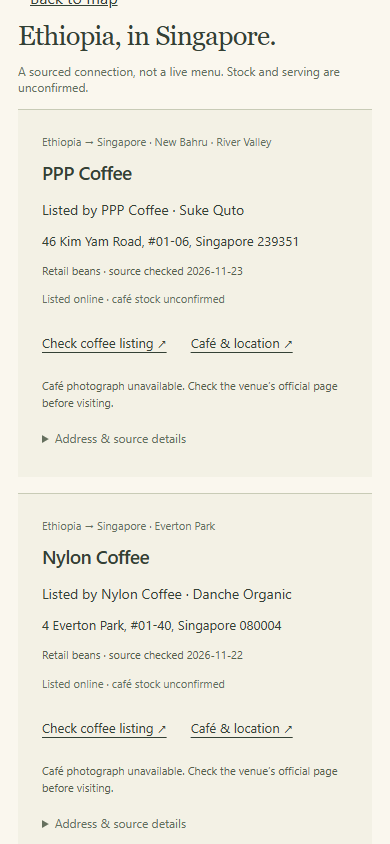 Back to map
Ethiopia, in Singapore.
A sourced connection, not a live menu. Stock and serving are
unconfirmed.
Ethiopia → Singapore · New Bahru · River Valley
PPP Coffee
Listed by PPP Coffee · Suke Quto
46 Kim Yam Road, #01-06, Singapore 239351
Retail beans · source checked 2026-11-23
Listed online · café stock unconfirmed
Check coffee listing ↗ Café & location ↗
Café photograph unavailable. Check the venue's official page
before visiting.
▶ Address & source details
Ethiopia → Singapore · Everton Park
Nylon Coffee
Listed by Nylon Coffee · Danche Organic
4 Everton Park, #01-40, Singapore 080004
Retail beans · source checked 2026-11-22
Listed online · café stock unconfirmed
Check coffee listing ↗ Café & location ↗
Café photograph unavailable. Check the venue's official page
before visiting.
▶ Address & source details